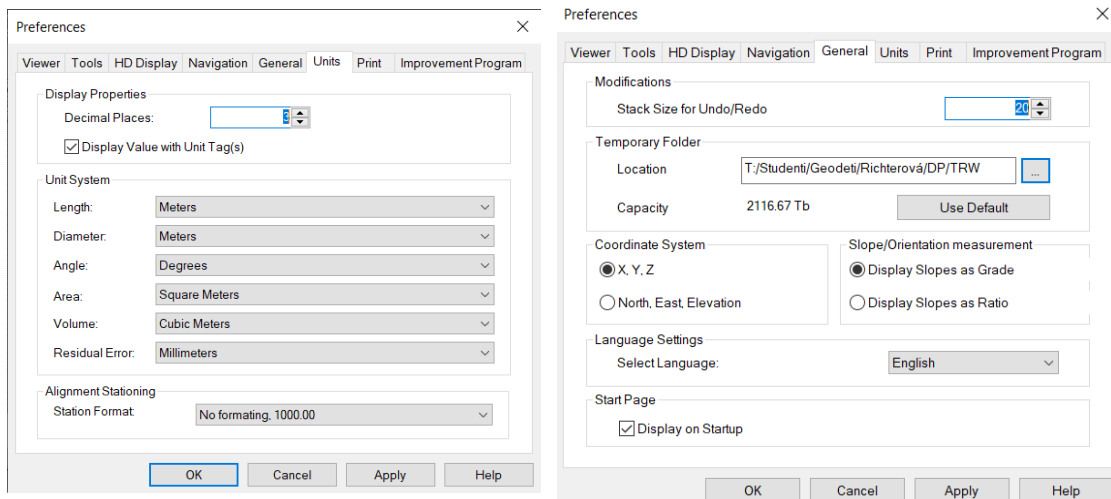 Preferences
Viewer Tools HD Display Navigation General Units Print Improvement Program
Display Properties
Decimal Places: 3
Display Value with Unit Tag(s)
Unit System
Length: Meters
Diameter: Meters
Angle: Degrees
Area: Square Meters
Volume: Cubic Meters
Residual Error: Millimeters
Alignment Stationing
Station Format: No formating, 1000.00
OK Cancel Apply Help
Preferences
Viewer Tools HD Display Navigation General Units Print Improvement Program
Modifications
Stack Size for Undo/Redo 20
Temporary Folder
Location T:/Studenti/Geodeti/Richterová/DP/TRW ...
Capacity 2116.67 Tb Use Default
Coordinate System
X, Y, Z
North, East, Elevation
Slope/Orientation measurement
Display Slopes as Grade
Display Slopes as Ratio
Language Settings
Select Language: English
Start Page
Display on Startup
OK Cancel Apply Help